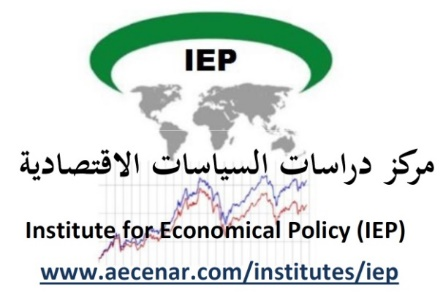 IEP
مركز دراسات السياسات الاقتصادية
Institute for Economical Policy (IEP)
www.aecenar.com/institutes/iep